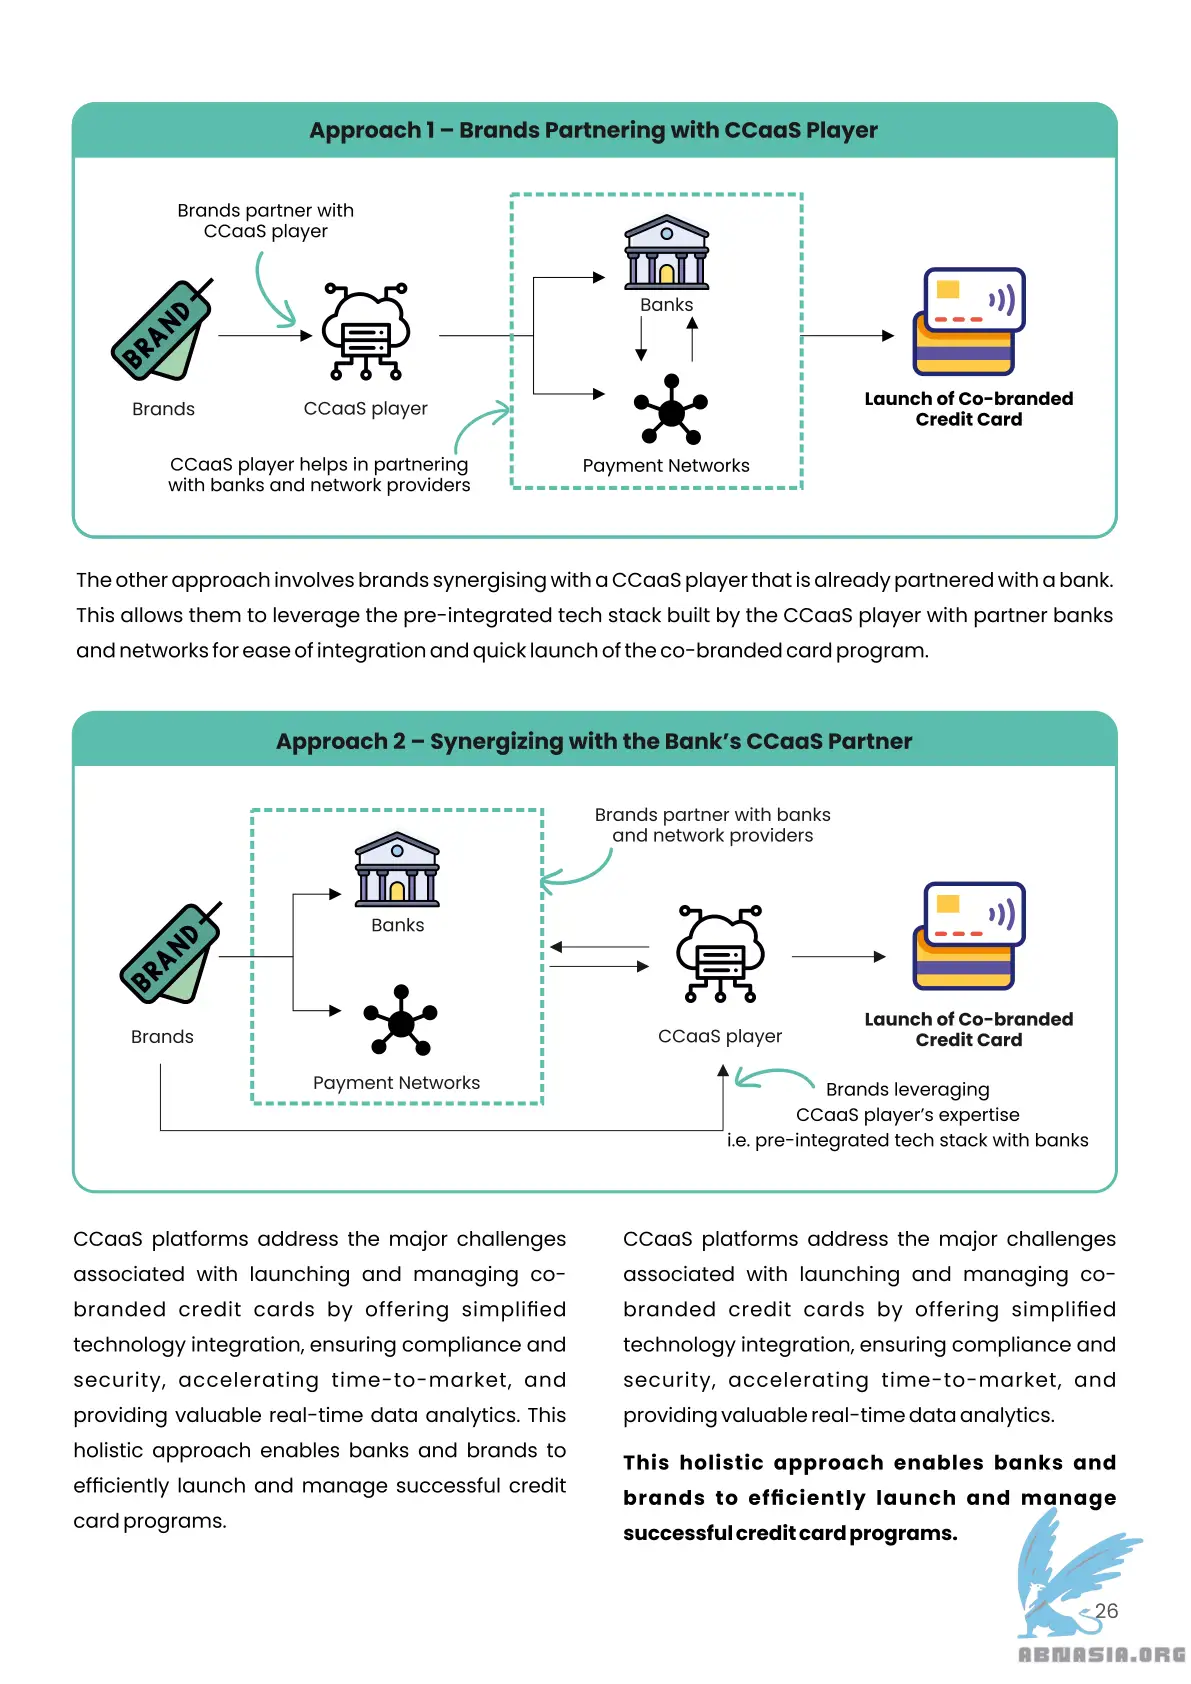 Approach 1 – Brands Partnering with CCaaS Player
Brands partner with
CCaaS player
BRAND
Brands
CCaaS player
Banks
Payment Networks
Launch of Co-branded
Credit Card
CCaaS player helps in partnering
with banks and network providers
The other approach involves brands synergising with a CCaaS player that is already partnered with a bank.
This allows them to leverage the pre-integrated tech stack built by the CCaaS player with partner banks
and networks for ease of integration and quick launch of the co-branded card program.
Approach 2 – Synergizing with the Bank's CCaaS Partner
Brands partner with banks
and network providers
BRAND
Brands
Banks
Payment Networks
CCaaS player
Launch of Co-branded
Credit Card
Brands leveraging
CCaaS player's expertise
i.e. pre-integrated tech stack with banks
CCaaS platforms address the major challenges
associated with launching and managing co-
branded credit cards by offering simplified
technology integration, ensuring compliance and
security, accelerating time-to-market, and
providing valuable real-time data analytics. This
holistic approach enables banks and brands to
efficiently launch and manage successful credit
card programs.
CCaaS platforms address the major challenges
associated with launching and managing co-
branded credit cards by offering simplified
technology integration, ensuring compliance and
security, accelerating time-to-market, and
providing valuable real-time data analytics.
This holistic approach enables banks and
brands to efficiently launch and manage
successful credit card programs.
26
ABNASIA.ORG